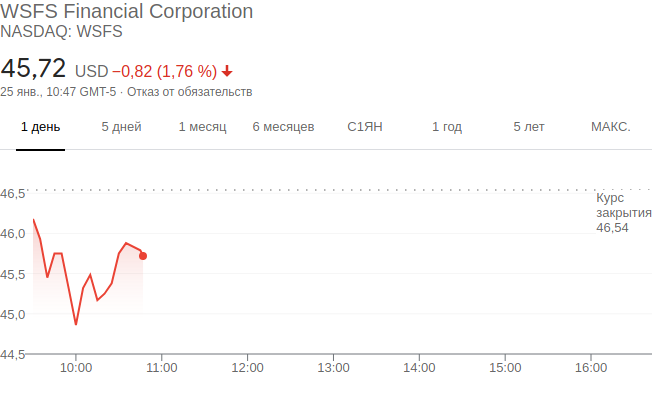 WSFS Financial Corporation
NASDAQ: WSFS
45,72 USD −0,82 (1,76 %)
25 янв., 10:47 GMT-5 · Отказ от обязательств
1 день 5 дней 1 месяц 6 месяцев С1ЯН 1 год 5 лет МАКС.
46,5
Курс
закрытия
46,54
46,0
45,5
45,0
44,5
10:00 11:00 12:00 13:00 14:00 15:00 16:00